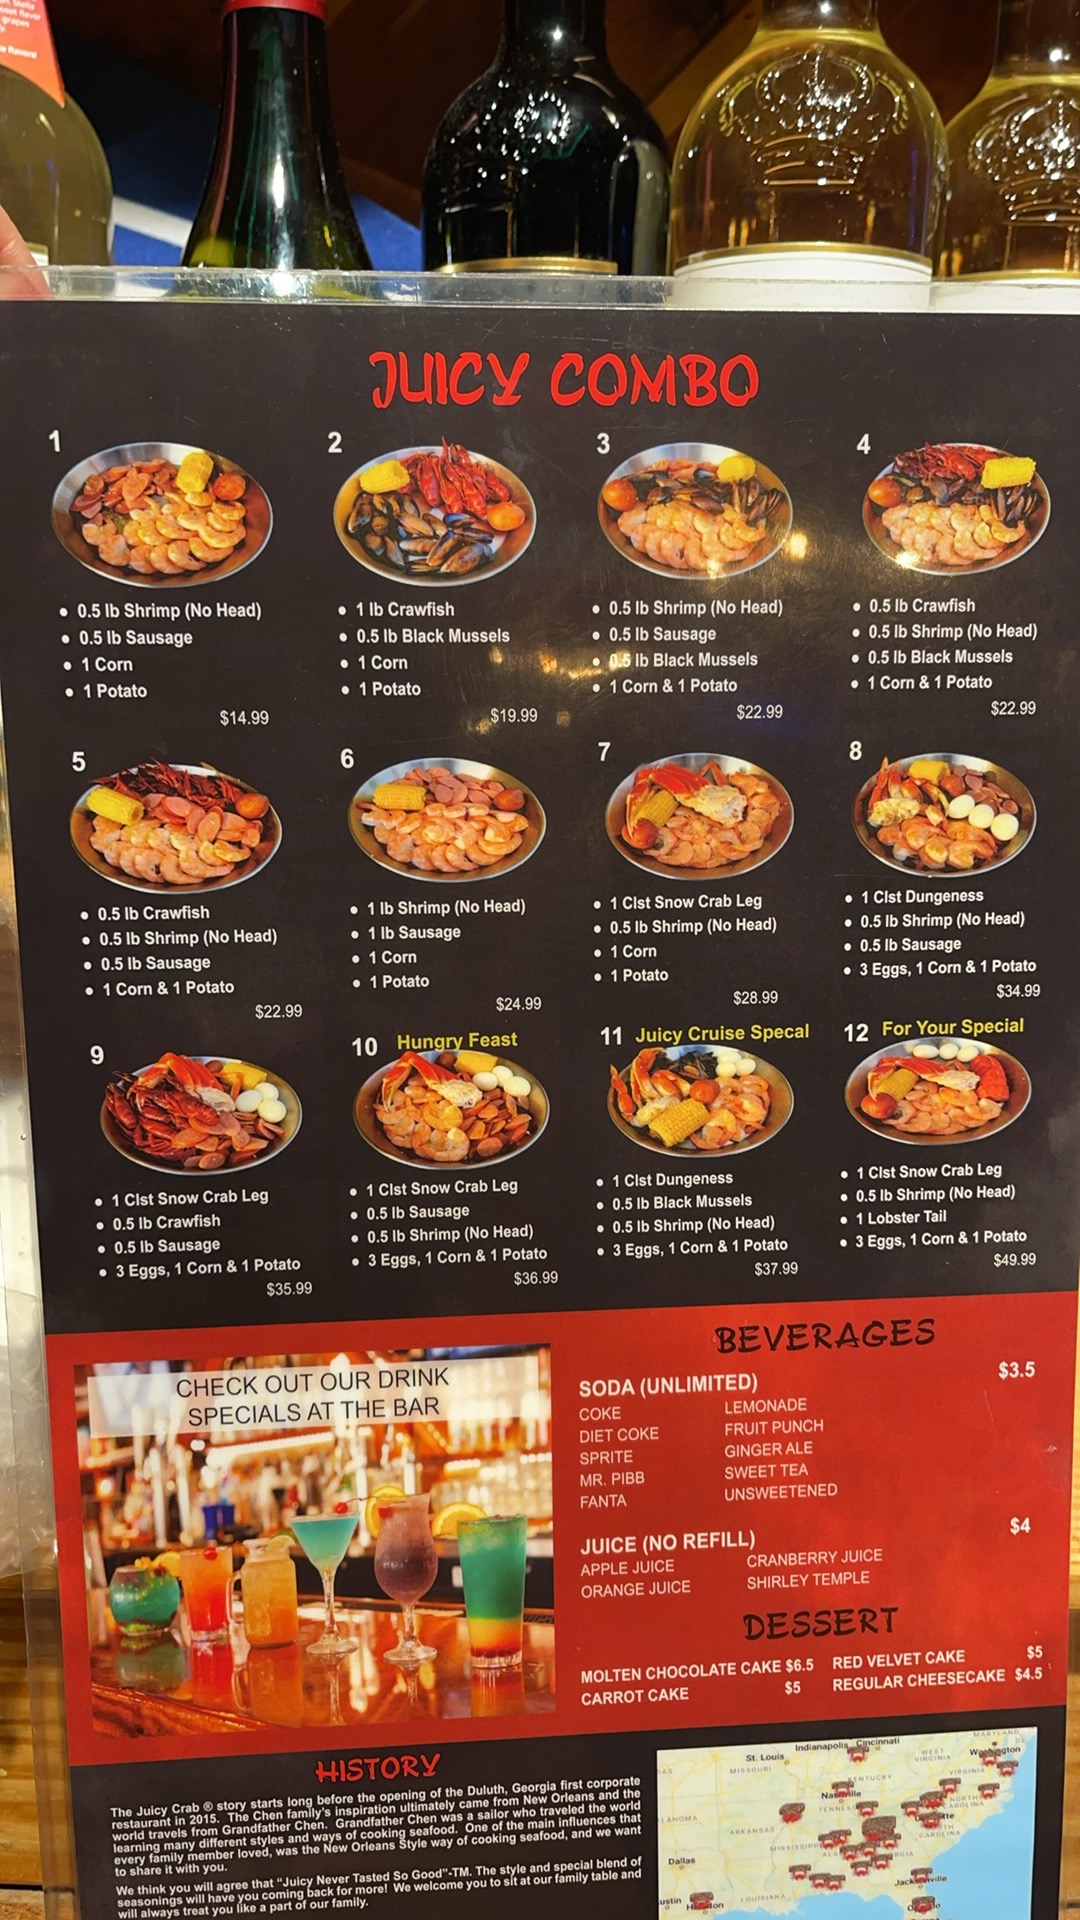 JUICY COMBO
1
0.5 lb Shrimp (No Head)
0.5 lb Sausage
1 Corn
1 Potato
$14.99
2
1 lb Crawfish
0.5 lb Black Mussels
1 Corn
1 Potato
$19.99
3
0.5 lb Shrimp (No Head)
0.5 lb Sausage
0.5 lb Black Mussels
1 Corn & 1 Potato
$22.99
4
0.5 lb Crawfish
0.5 lb Shrimp (No Head)
0.5 lb Black Mussels
1 Corn & 1 Potato
$22.99
5
0.5 lb Crawfish
0.5 lb Shrimp (No Head)
0.5 lb Sausage
1 Corn & 1 Potato
$22.99
6
1 lb Shrimp (No Head)
1 lb Sausage
1 Corn
1 Potato
$24.99
7
1 Clst Snow Crab Leg
0.5 lb Shrimp (No Head)
1 Corn
1 Potato
$28.99
8
1 Clst Dungeness
0.5 lb Shrimp (No Head)
0.5 lb Sausage
3 Eggs, 1 Corn & 1 Potato
$34.99
9
1 Clst Snow Crab Leg
0.5 lb Crawfish
0.5 lb Sausage
3 Eggs, 1 Corn & 1 Potato
$35.99
10 Hungry Feast
1 Clst Snow Crab Leg
0.5 lb Sausage
0.5 lb Shrimp (No Head)
3 Eggs, 1 Corn & 1 Potato
$36.99
11 Juicy Cruise Specal
1 Clst Dungeness
0.5 lb Black Mussels
0.5 lb Shrimp (No Head)
3 Eggs, 1 Corn & 1 Potato
$37.99
12 For Your Special
1 Clst Snow Crab Leg
0.5 lb Shrimp (No Head)
1 Lobster Tail
3 Eggs, 1 Corn & 1 Potato
$49.99
CHECK OUT OUR DRINK
SPECIALS AT THE BAR
BEVERAGES
SODA (UNLIMITED) $3.5
COKE LEMONADE
DIET COKE FRUIT PUNCH
SPRITE GINGER ALE
MR. PIBB SWEET TEA
FANTA UNSWEETENED
JUICE (NO REFILL) $4
APPLE JUICE CRANBERRY JUICE
ORANGE JUICE SHIRLEY TEMPLE
DESSERT
MOLTEN CHOCOLATE CAKE $6.5 RED VELVET CAKE $5
CARROT CAKE $5 REGULAR CHEESECAKE $4.5
HISTORY
The Juicy Crab ® story starts long before the opening of the Duluth, Georgia first corporate
restaurant in 2015. The Chen family's inspiration ultimately came from New Orleans and the
world travels from Grandfather Chen. Grandfather Chen was a sailor who traveled the world
learning many different styles and ways of cooking seafood. One of the main influences that
every family member loved, was the New Orleans Style way of cooking seafood, and we want
to share it with you.
We think you will agree that "Juicy Never Tasted So Good"-TM. The style and special blend of
seasonings will have you coming back for more! We welcome you to sit at our family table and
will always treat you like a part of our family.
MARYLAND
Indianapolis Cincinnati
St. Louis
WEST
VIRGINIA
Washington
MISSOURI
KENTUCKY
VIRGINIA
Nashville
NORTH
CAROLINA
ARKANSAS
CAROLINA
MISSISSIPPI
Dallas
LOUISIANA
Jacksonville
Houston